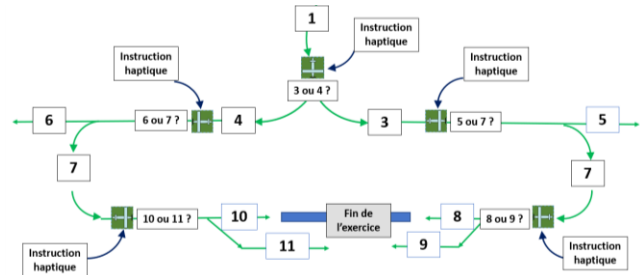 1
Instruction
haptique
Instruction
haptique
Instruction
haptique
3 ou 4 ?
6
6 ou 7 ?
4
3
5 ou 7 ?
5
7
7
10 ou 11 ?
10
Fin de
l'exercice
8
8 ou 9 ?
11
9
Instruction
haptique
Instruction
haptique